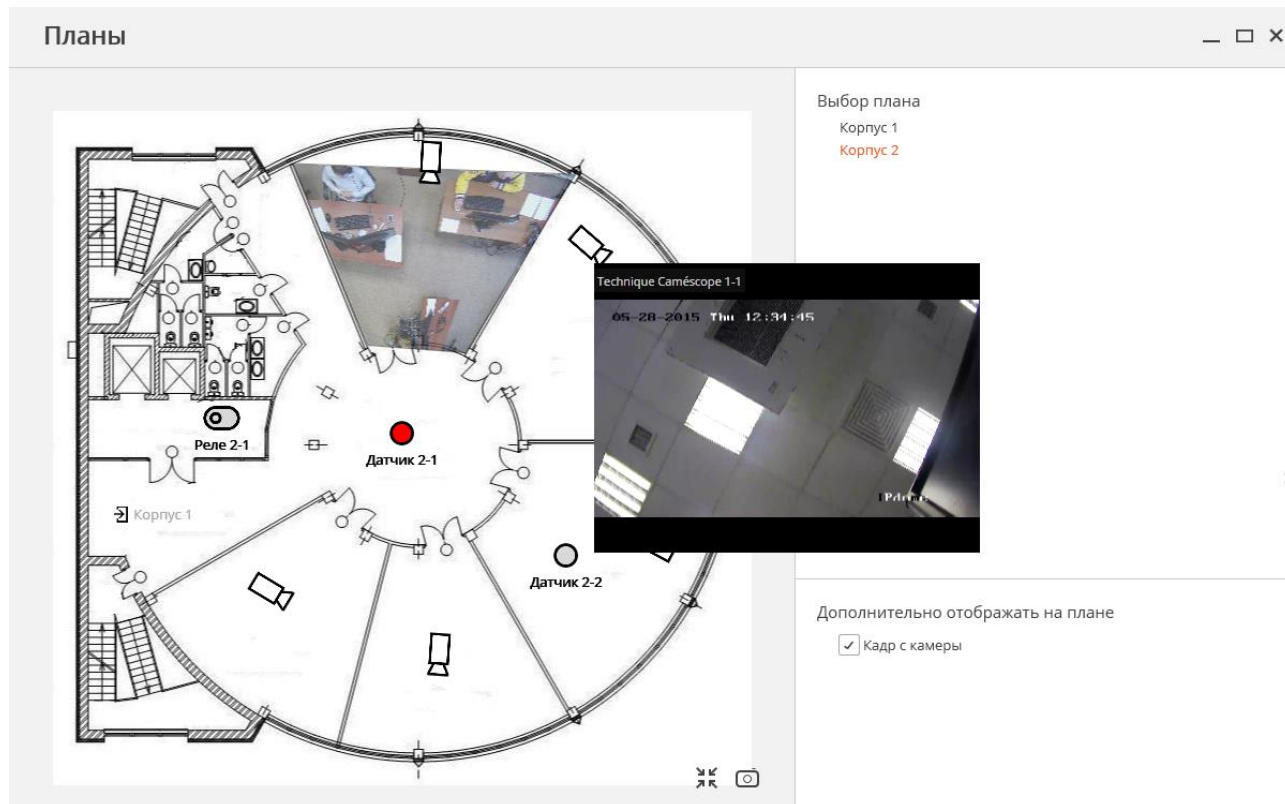 Планы
Выбор плана
Корпус 1
Корпус 2
Technique Caméscope 1-1
05-28-2015 Thu 12:34:45
Реле 2-1
Датчик 2-1
Корпус 1
Датчик 2-2
Дополнительно отображать на плане
Кадр с камеры